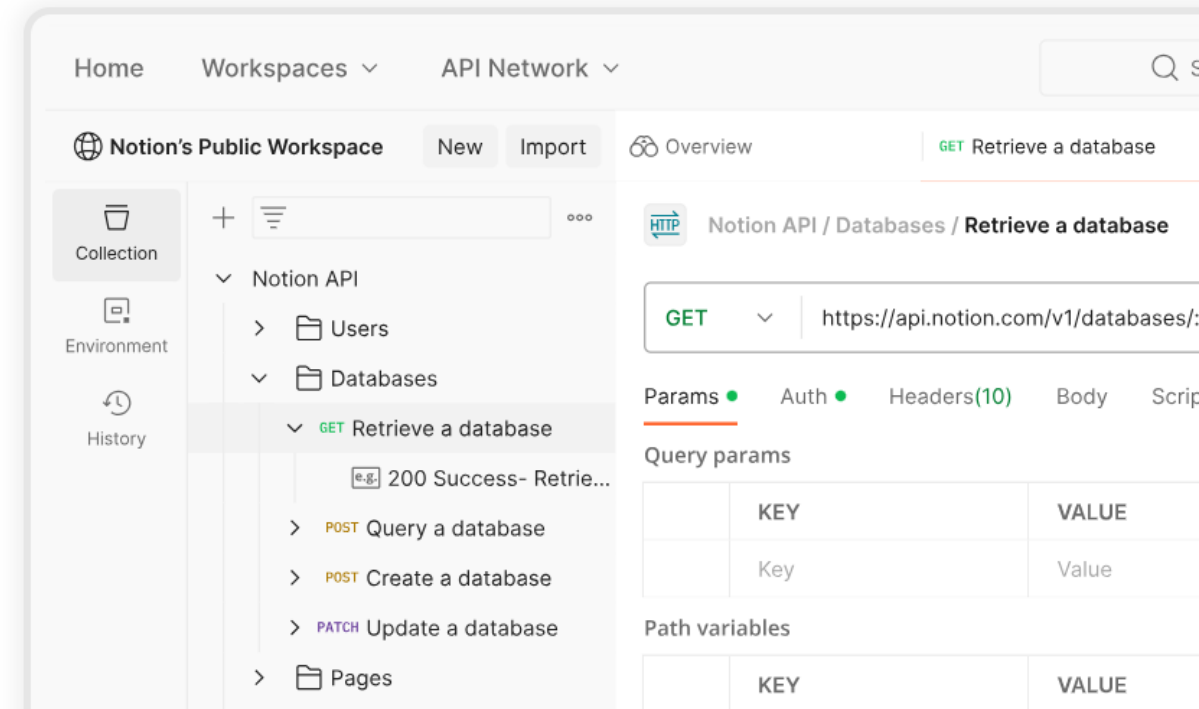 Home Workspaces API Network
Notion's Public Workspace New Import
Overview GET Retrieve a database
Collection
Environment
History
Notion API
Users
Databases
GET Retrieve a database
e.g. 200 Success- Retrie...
POST Query a database
POST Create a database
PATCH Update a database
Pages
HTTP Notion API / Databases / Retrieve a database
GET https://api.notion.com/v1/databases/:
Params Auth Headers(10) Body Scrip
Query params
KEY VALUE
Key Value
Path variables
KEY VALUE